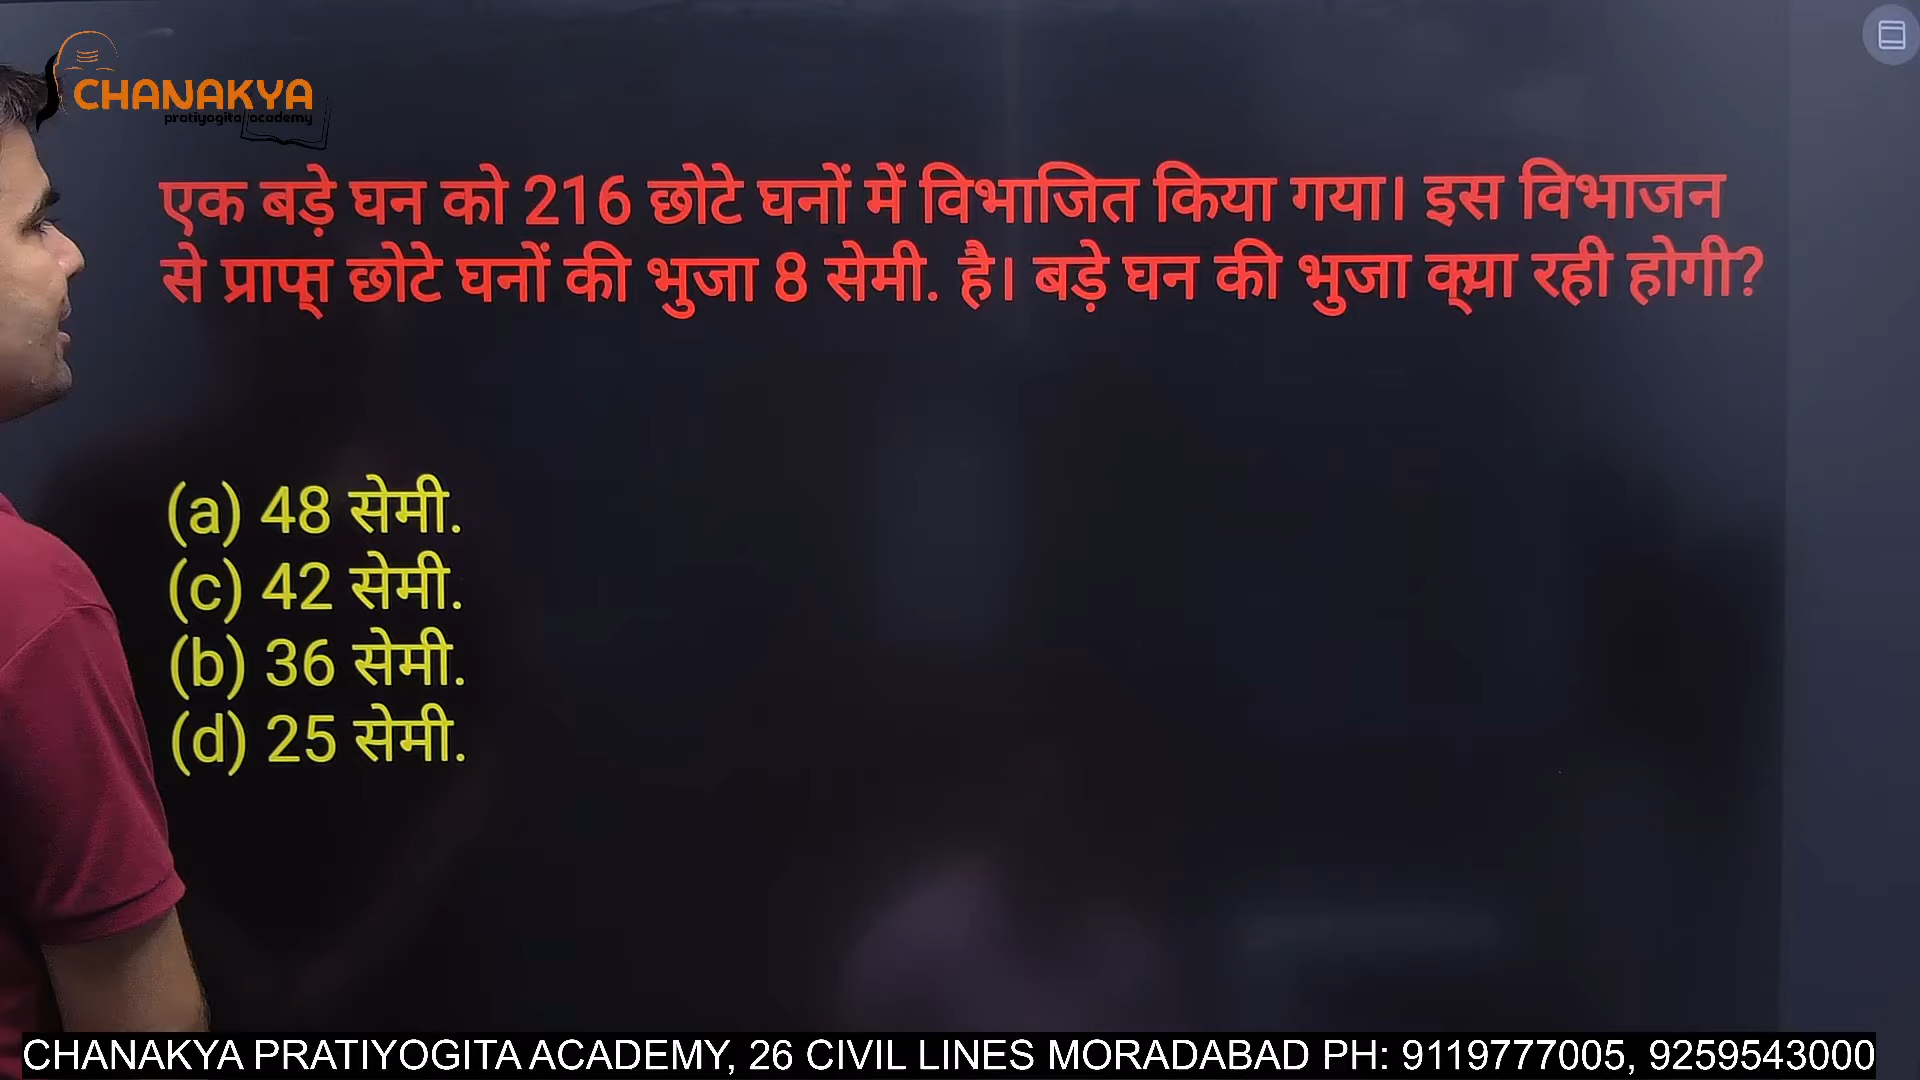 CHANAKYA
pratiyogita academy
एक बड़े घन को 216 छोटे घनों में विभाजित किया गया। इस विभाजन
से प्राप्त छोटे घनों की भुजा 8 सेमी. है। बड़े घन की भुजा क्या रही होगी?
(a) 48 सेमी.
(c) 42 सेमी.
(b) 36 सेमी.
(d) 25 सेमी.
CHANAKYA PRATIYOGITA ACADEMY, 26 CIVIL LINES MORADABAD PH: 9119777005, 9259543000